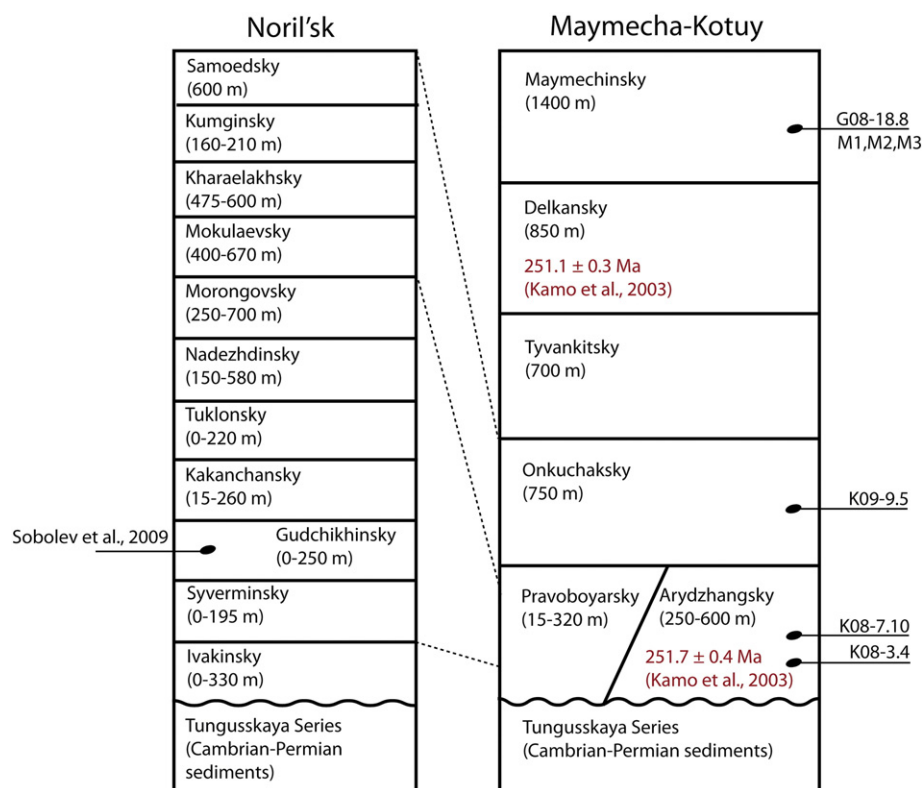 Noril'sk
Samoedsky
(600 m)
Kumginsky
(160-210 m)
Kharaelakhsky
(475-600 m)
Mokulaevsky
(400-670 m)
Morongovsky
(250-700 m)
Nadezhdinsky
(150-580 m)
Tuklonsky
(0-220 m)
Kakanchansky
(15-260 m)
Sobolev et al., 2009
Gudchikhinsky
(0-250 m)
Syverminsky
(0-195 m)
Ivakinsky
(0-330 m)
Tungusskaya Series
(Cambrian-Permian
sediments)
Maymecha-Kotuy
Maymechinsky
(1400 m)
G08-18.8
M1,M2,M3
Delkansky
(850 m)
251.1 ± 0.3 Ma
(Kamo et al., 2003)
Tyvankitsky
(700 m)
Onkuchaksky
(750 m)
K09-9.5
Pravoboyarsky
(15-320 m)
Arydzhangsky
(250-600 m)
251.7 ± 0.4 Ma
(Kamo et al., 2003)
K08-7.10
K08-3.4
Tungusskaya Series
(Cambrian-Permian sediments)